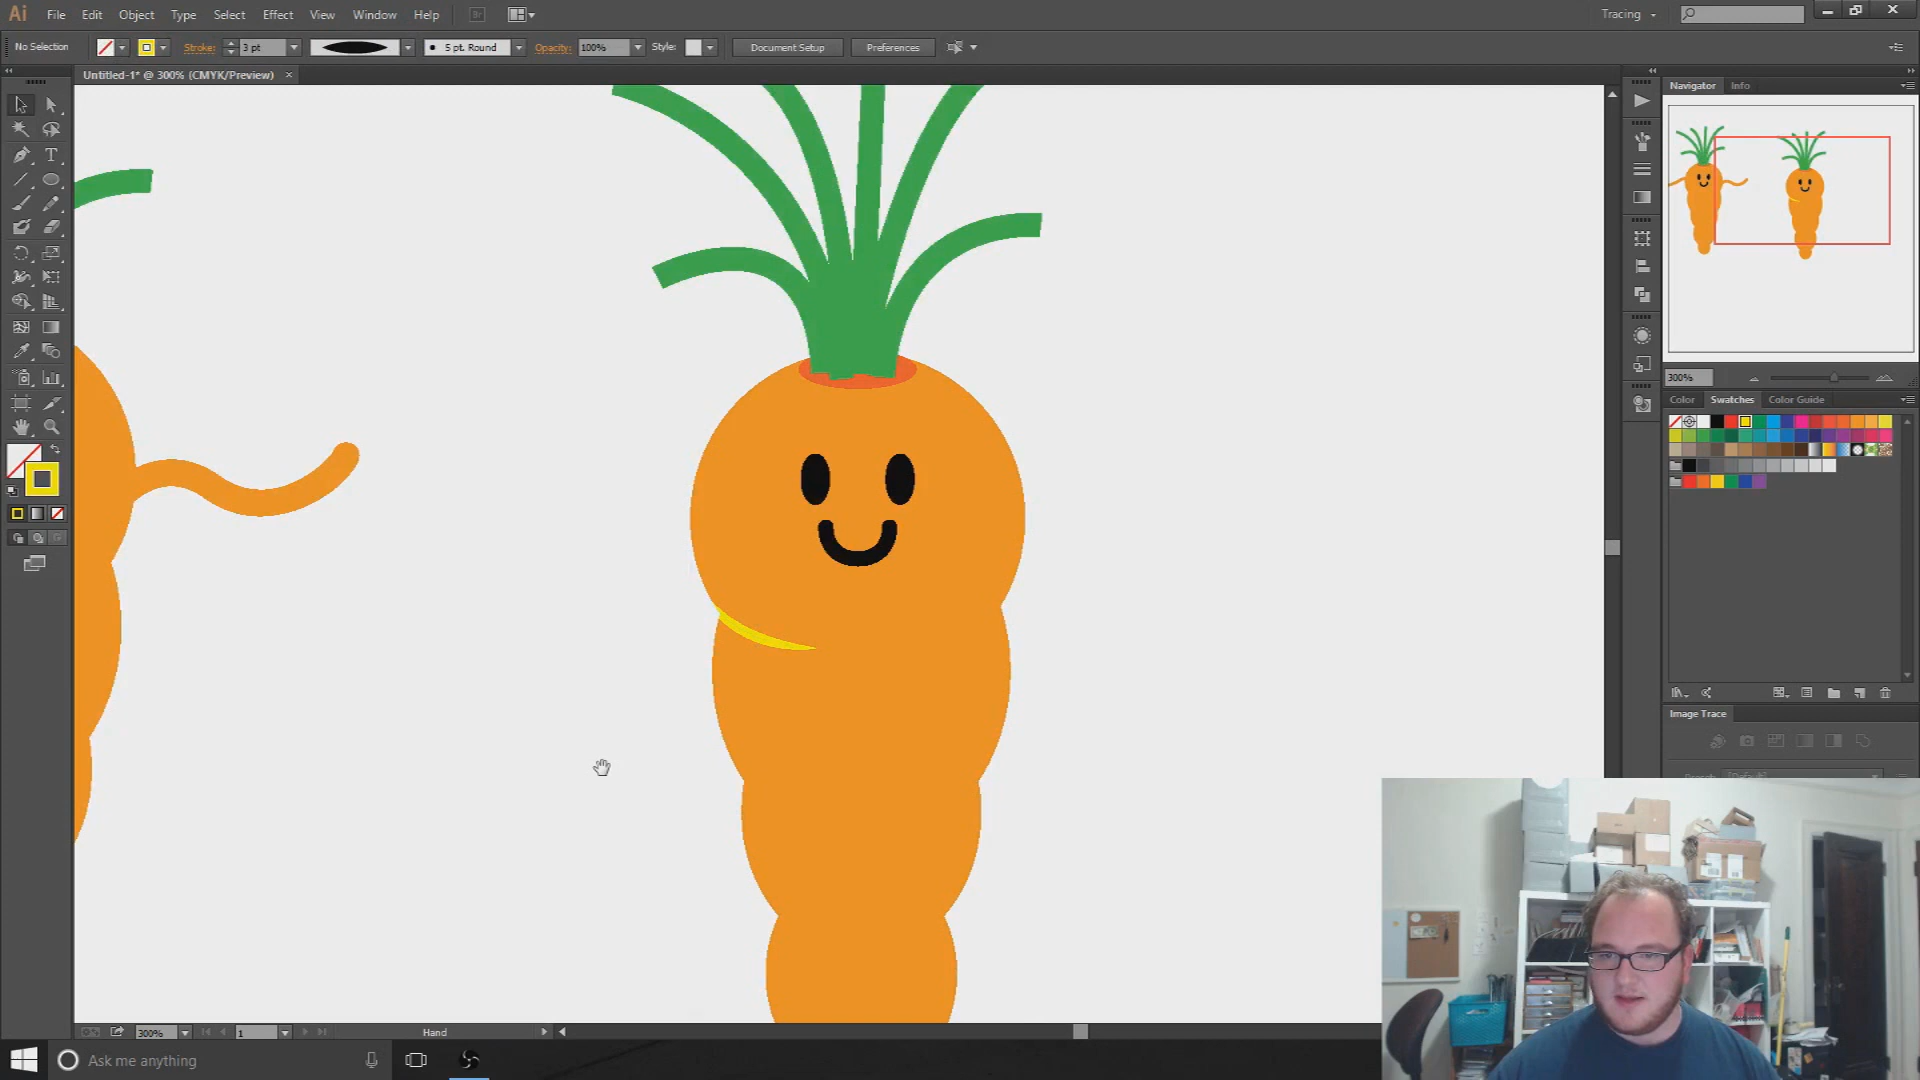 Ai File Edit Object Type Select Effect View Window Help Br Tracing
No Selection Stroke: 3 pt 5 pt. Round Opacity: 100% Style: Document Setup Preferences
Untitled-1* @ 300% (CMYK/Preview) ×
Navigator Info
300%
Color Swatches Color Guide
Image Trace
300% 1 Hand
Ask me anything